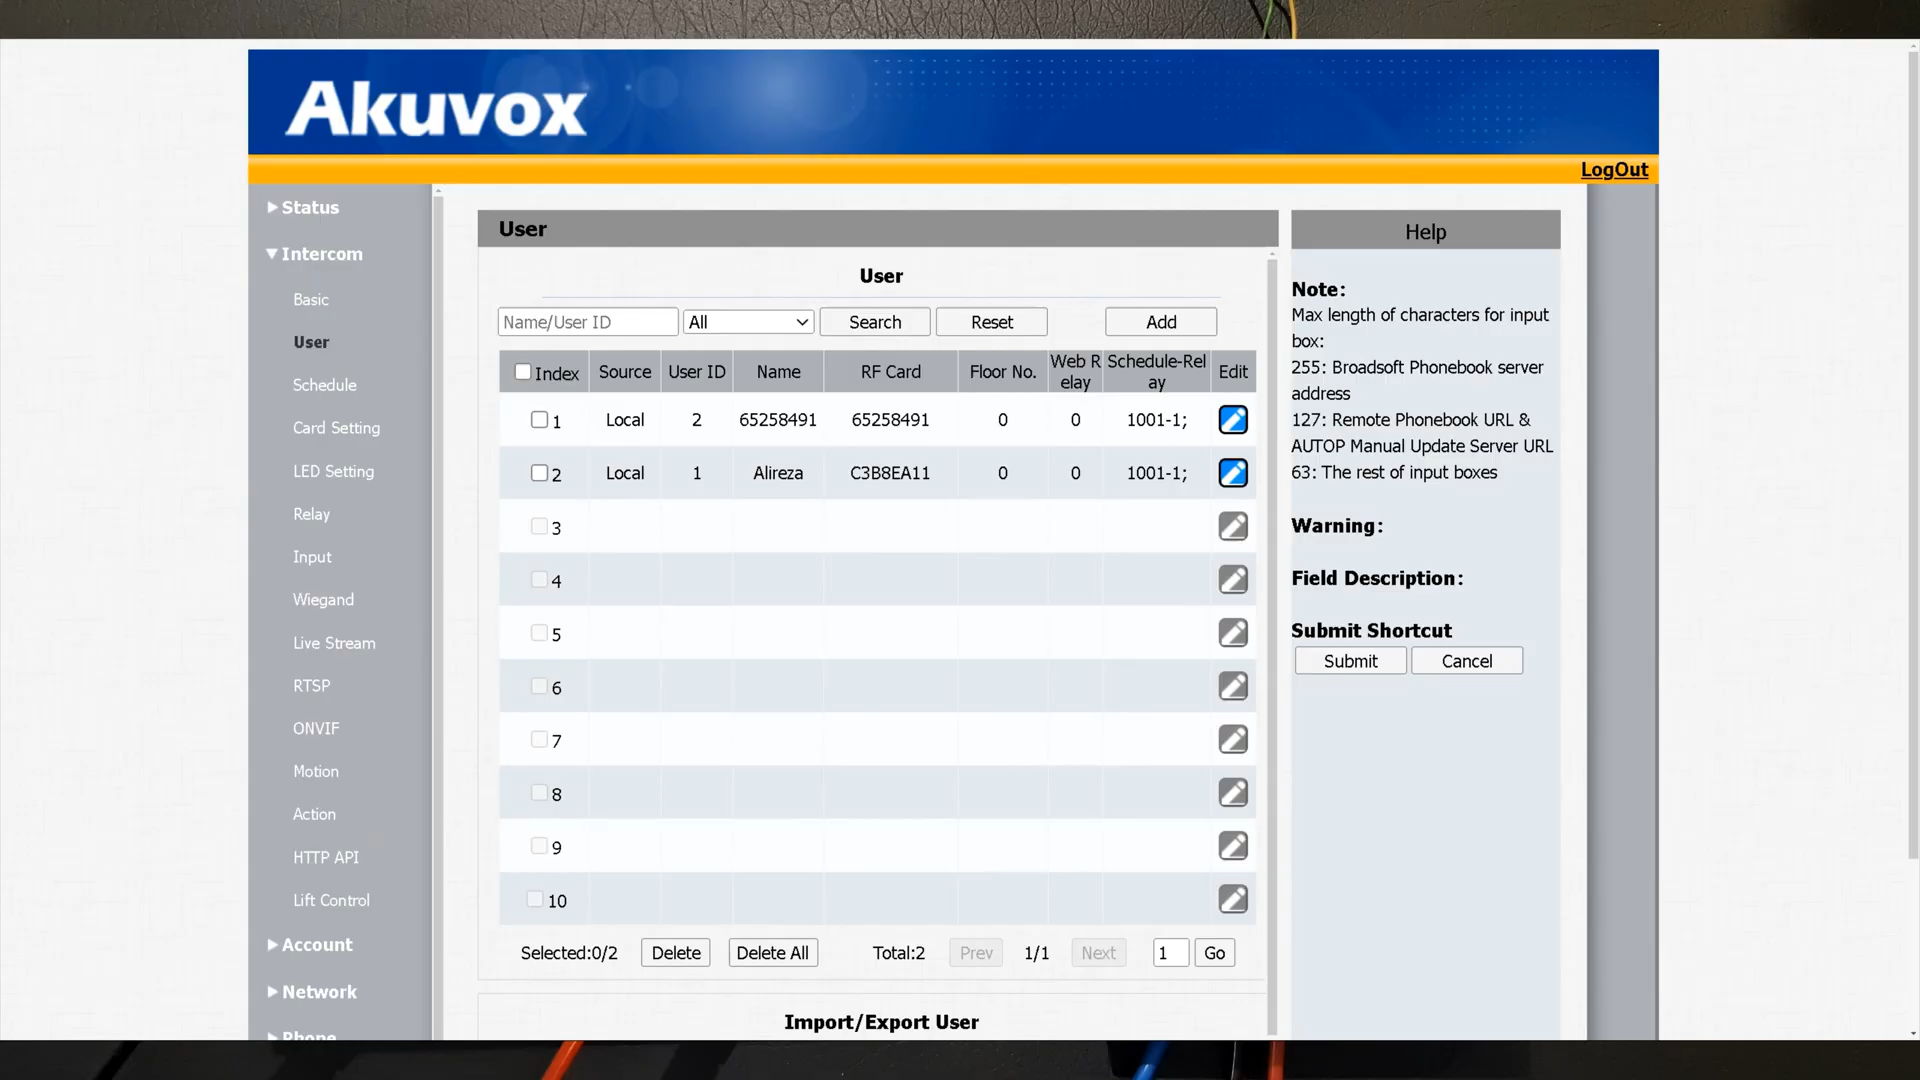 Akuvox
LogOut
Status
Intercom
Basic
User
Schedule
Card Setting
LED Setting
Relay
Input
Wiegand
Live Stream
RTSP
ONVIF
Motion
Action
HTTP API
Lift Control
Account
Network
Phone
User
User
Name/User ID All Search Reset Add
Index Source User ID Name RF Card Floor No. Web R Schedule-Rel Edit
elay ay
1 Local 2 65258491 65258491 0 0 1001-1;
2 Local 1 Alireza C3B8EA11 0 0 1001-1;
3
4
5
6
7
8
9
10
Selected:0/2 Delete Delete All Total:2 Prev 1/1 Next 1 Go
Import/Export User
Help
Note:
Max length of characters for input
box:
255: Broadsoft Phonebook server
address
127: Remote Phonebook URL &
AUTOP Manual Update Server URL
63: The rest of input boxes
Warning:
Field Description:
Submit Shortcut
Submit Cancel